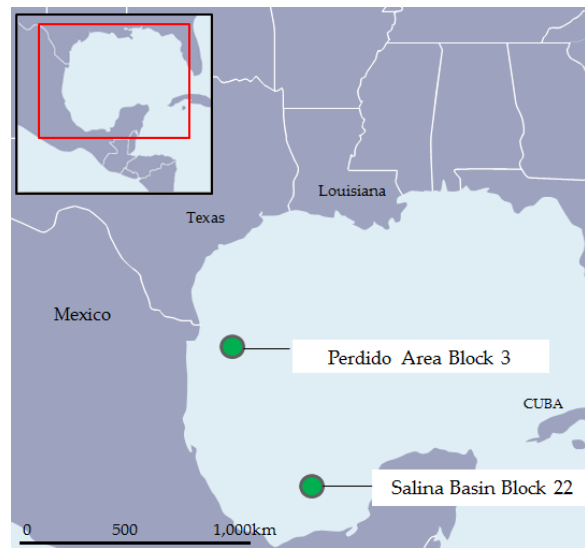 Louisiana
Texas
Mexico
Perdido Area Block 3
CUBA
Salina Basin Block 22
0 500 1,000km